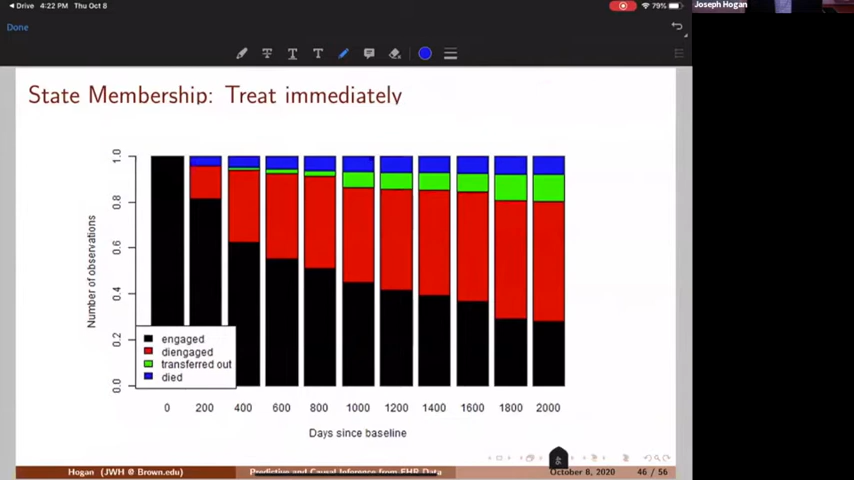 Drive 4:22 PM Thu Oct 8
79%
Joseph Hogan
Done
T T T
State Membership: Treat immediately
Number of observations
1.0
0.8
0.6
0.4
0.2
0.0
engaged
diengaged
transferred out
died
0 200 400 600 800 1000 1200 1400 1600 1800 2000
Days since baseline
46
Hogan (JWH @ Brown.edu) Predictive and Causal Inference from EHR Data October 8, 2020 46 / 56